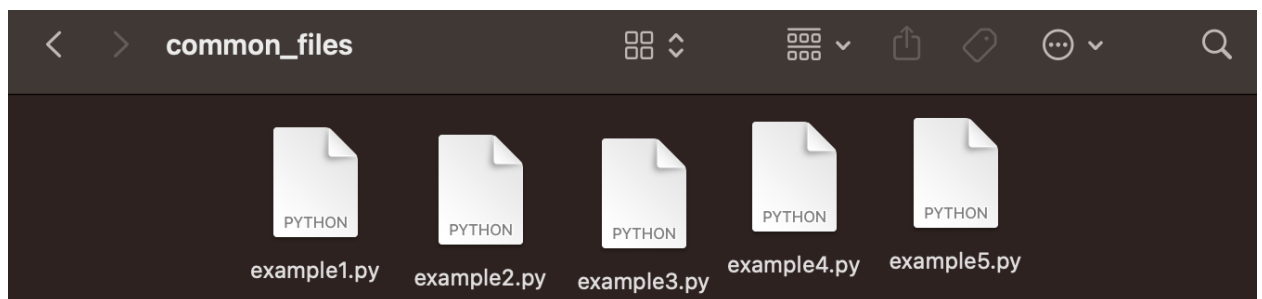 common_files
PYTHON
PYTHON
PYTHON
PYTHON
PYTHON
example1.py
example2.py
example3.py
example4.py
example5.py